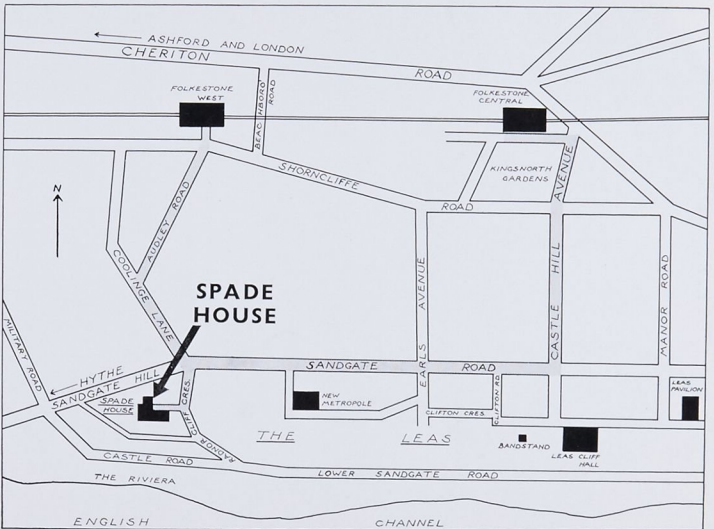 ASHFORD AND LONDON
CHERITON ROAD
FOLKESTONE
WEST
BEACHBORO' ROAD
FOLKESTONE
CENTRAL
KINGSNORTH
GARDENS
SHORNCLIFFE ROAD
N
AUDLEY ROAD
COOLINGE LANE
EARLS AVENUE
CASTLE HILL AVENUE
MANOR ROAD
SPADE
HOUSE
MILITARY ROAD
HYTHE
SANDGATE HILL
SANDGATE ROAD
SPADE
HOUSE
RADNOR CLIFF CRES.
NEW
METROPOLE
CLIFTON CRES.
CLIFTON RD.
LEAS
PAVILION
THE LEAS
BANDSTAND
LEAS CLIFF
HALL
CASTLE ROAD
LOWER SANDGATE ROAD
THE RIVIERA
ENGLISH CHANNEL